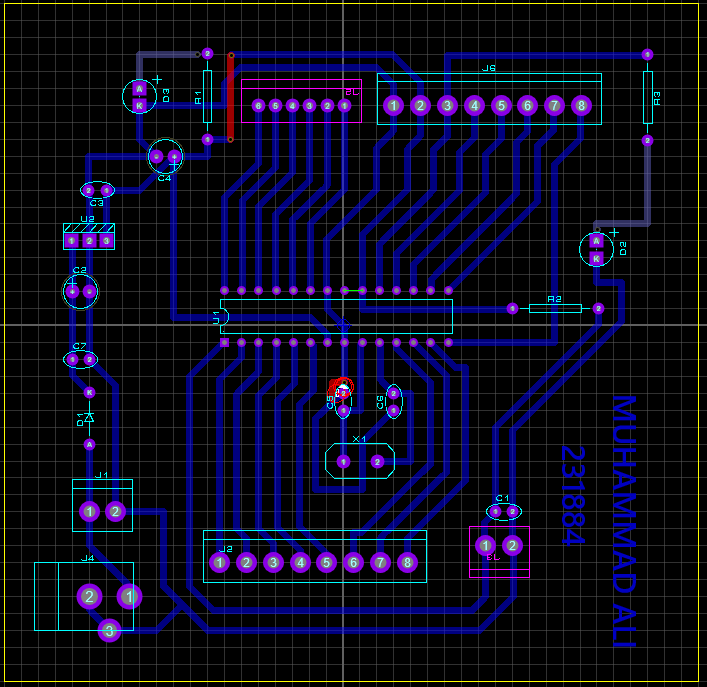 J6
J5
D3
A
K
R1
R3
6 5 4 3 2 1
1 2 3 4 5 6 7 8
C4
C3
U2
1 2 3
D2
A
K
C2
U1
R2
C7
K
D1
A
C5
C6
X1
1 2
MUHAMMAD ALI
231884
J1
1 2
C1
J2
1 2 3 4 5 6 7 8
1 2
J3
J4
2 1
3